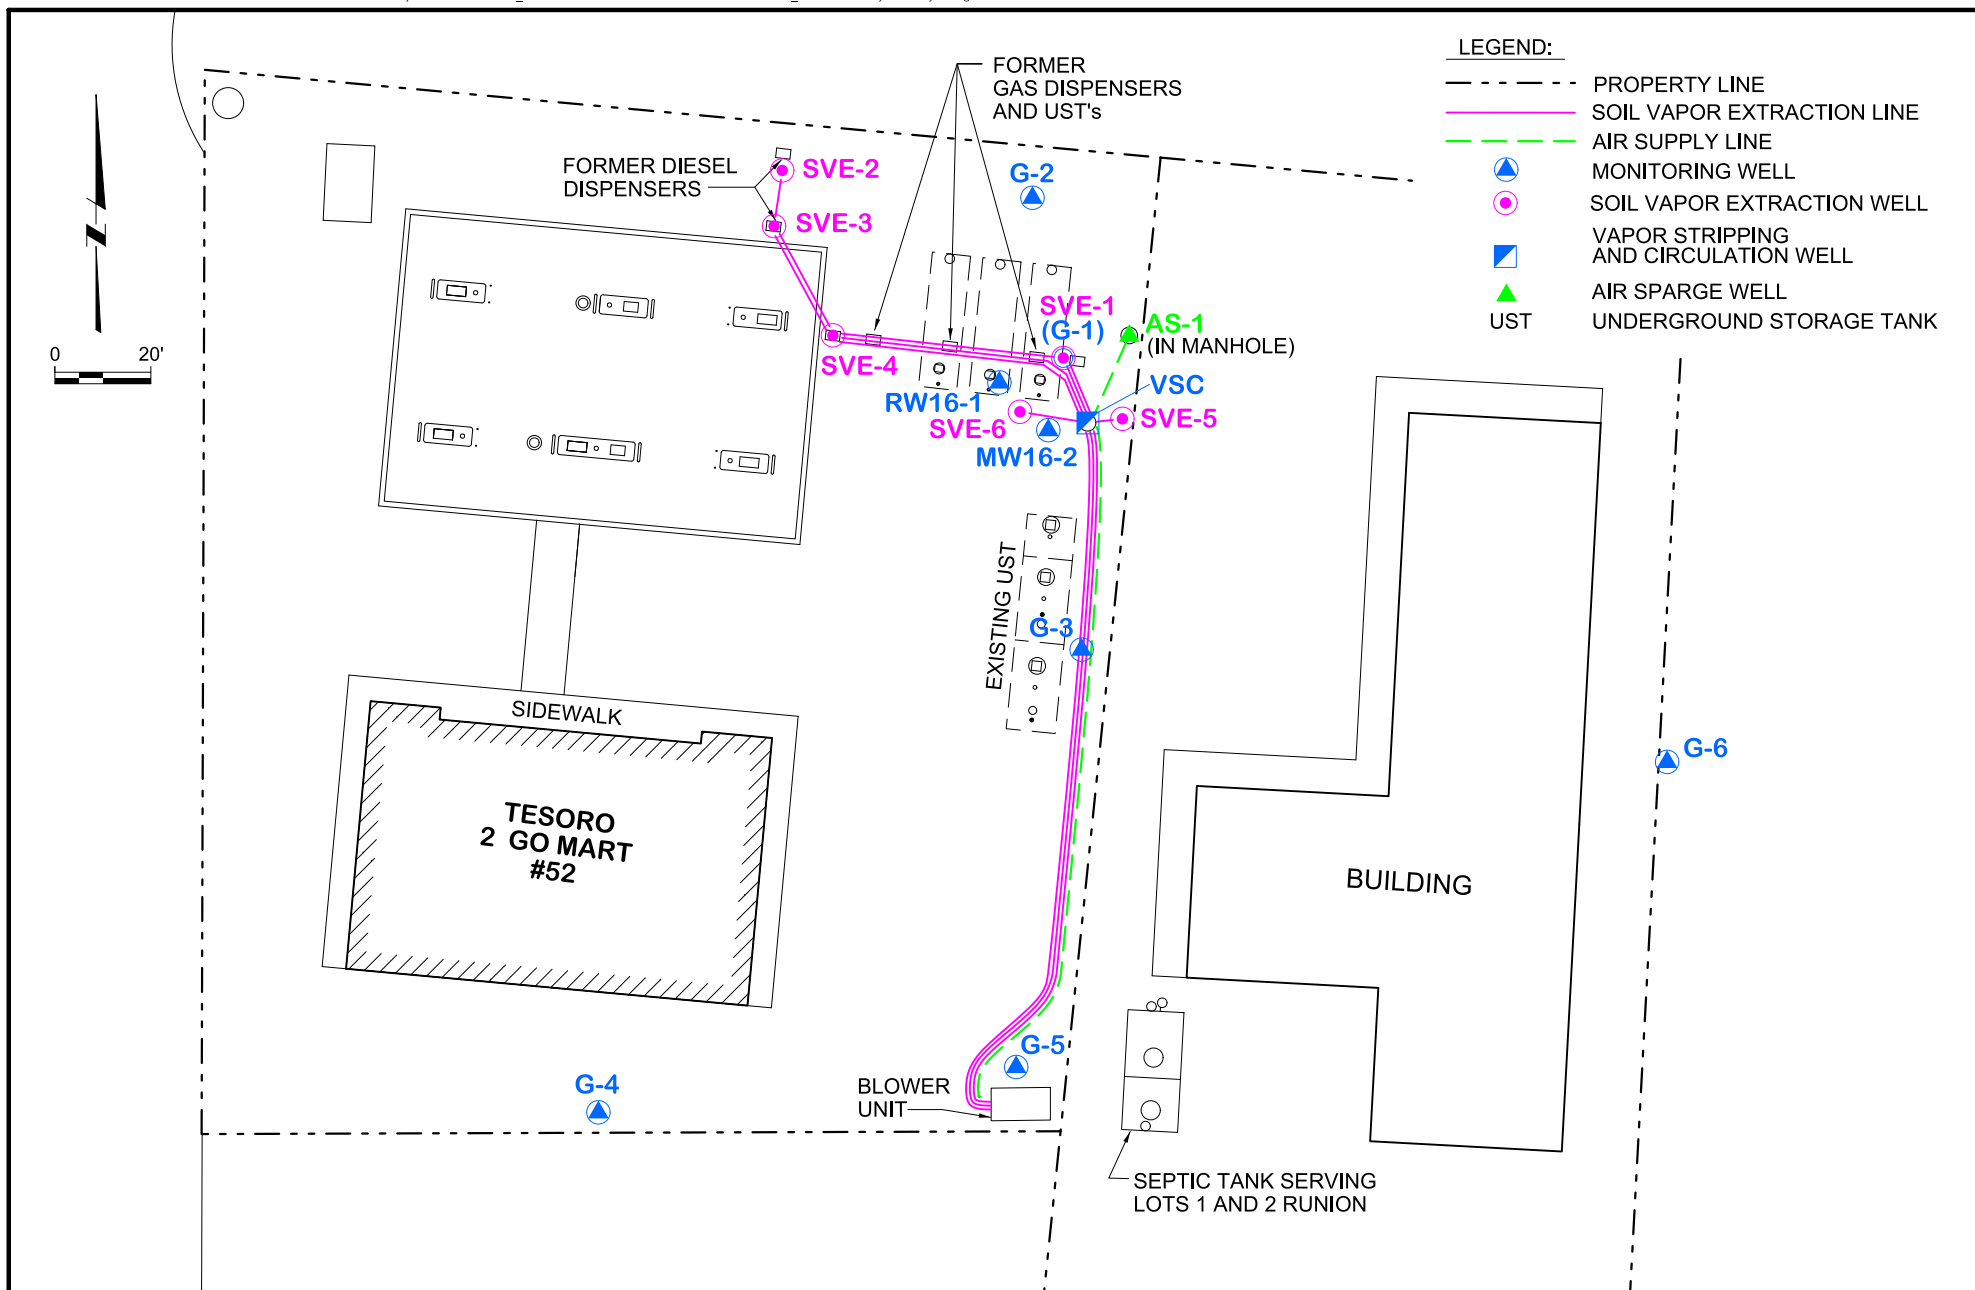 LEGEND:
PROPERTY LINE
SOIL VAPOR EXTRACTION LINE
AIR SUPPLY LINE
MONITORING WELL
SOIL VAPOR EXTRACTION WELL
VAPOR STRIPPING
AND CIRCULATION WELL
AIR SPARGE WELL
UST UNDERGROUND STORAGE TANK
FORMER
GAS DISPENSERS
AND UST's
FORMER DIESEL
DISPENSERS
SVE-2
G-2
SVE-3
SVE-1
(G-1)
AS-1
(IN MANHOLE)
0 20'
SVE-4
VSC
RW16-1
SVE-6
SVE-5
MW16-2
EXISTING UST
G-3
SIDEWALK
G-6
TESORO
2 GO MART
#52
BUILDING
G-5
G-4
BLOWER
UNIT
SEPTIC TANK SERVING
LOTS 1 AND 2 RUNION